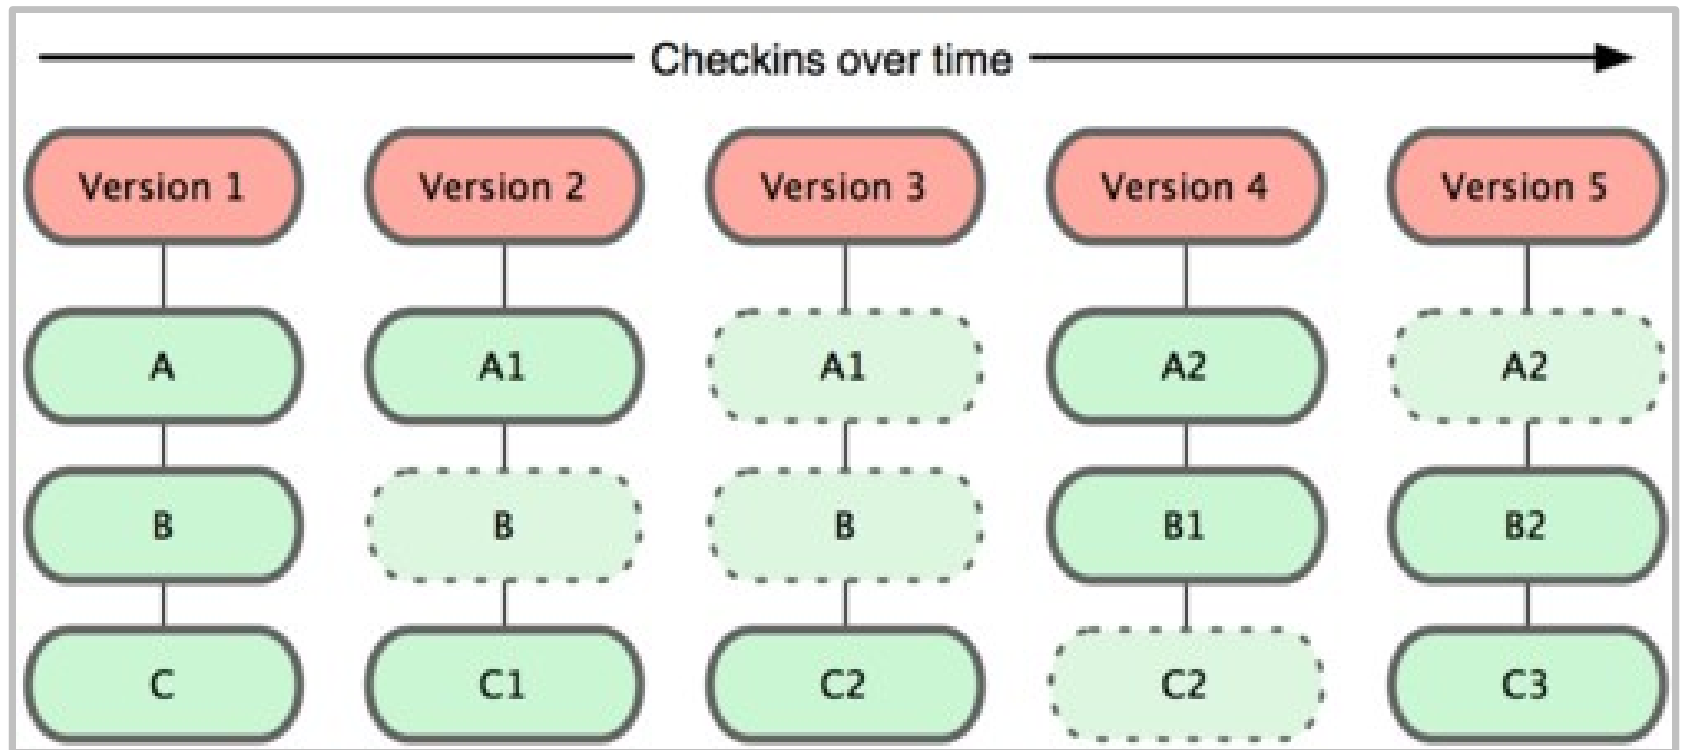 Checkins over time
Version 1 Version 2 Version 3 Version 4 Version 5
A A1 A1 A2 A2
B B B B1 B2
C C1 C2 C2 C3